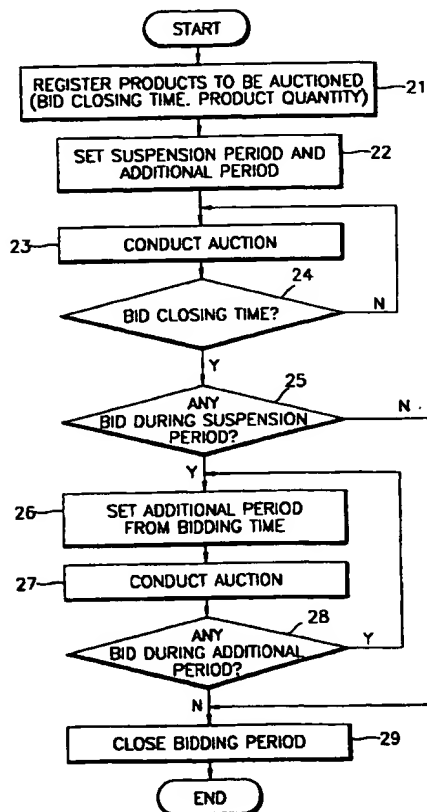 START
REGISTER PRODUCTS TO BE AUCTIONED
(BID CLOSING TIME. PRODUCT QUANTITY)
21
SET SUSPENSION PERIOD AND
ADDITIONAL PERIOD
22
23
CONDUCT AUCTION
24
BID CLOSING TIME?
N
Y
25
ANY
BID DURING SUSPENSION
PERIOD?
N
Y
26
SET ADDITIONAL PERIOD
FROM BIDDING TIME
27
CONDUCT AUCTION
28
ANY
BID DURING ADDITIONAL
PERIOD?
Y
N
CLOSE BIDDING PERIOD
29
END